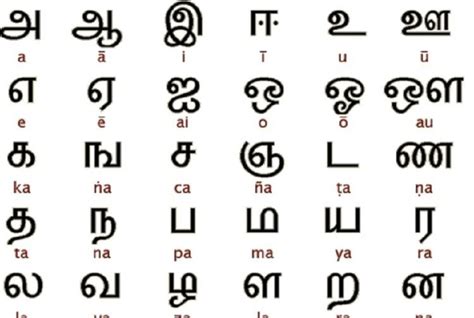 அ ஆ இ ஈ உ ஊ
a ā i ī u ū
எ ஏ ஐ ஒ ஓ ஔ
e ē ai o ō au
க ங ச ஞ ட ண
ka ṅa ca ña ṭa ṇa
த ந ப ம ய ர
ta na pa ma ya ra
ல வ ழ ள ற ன